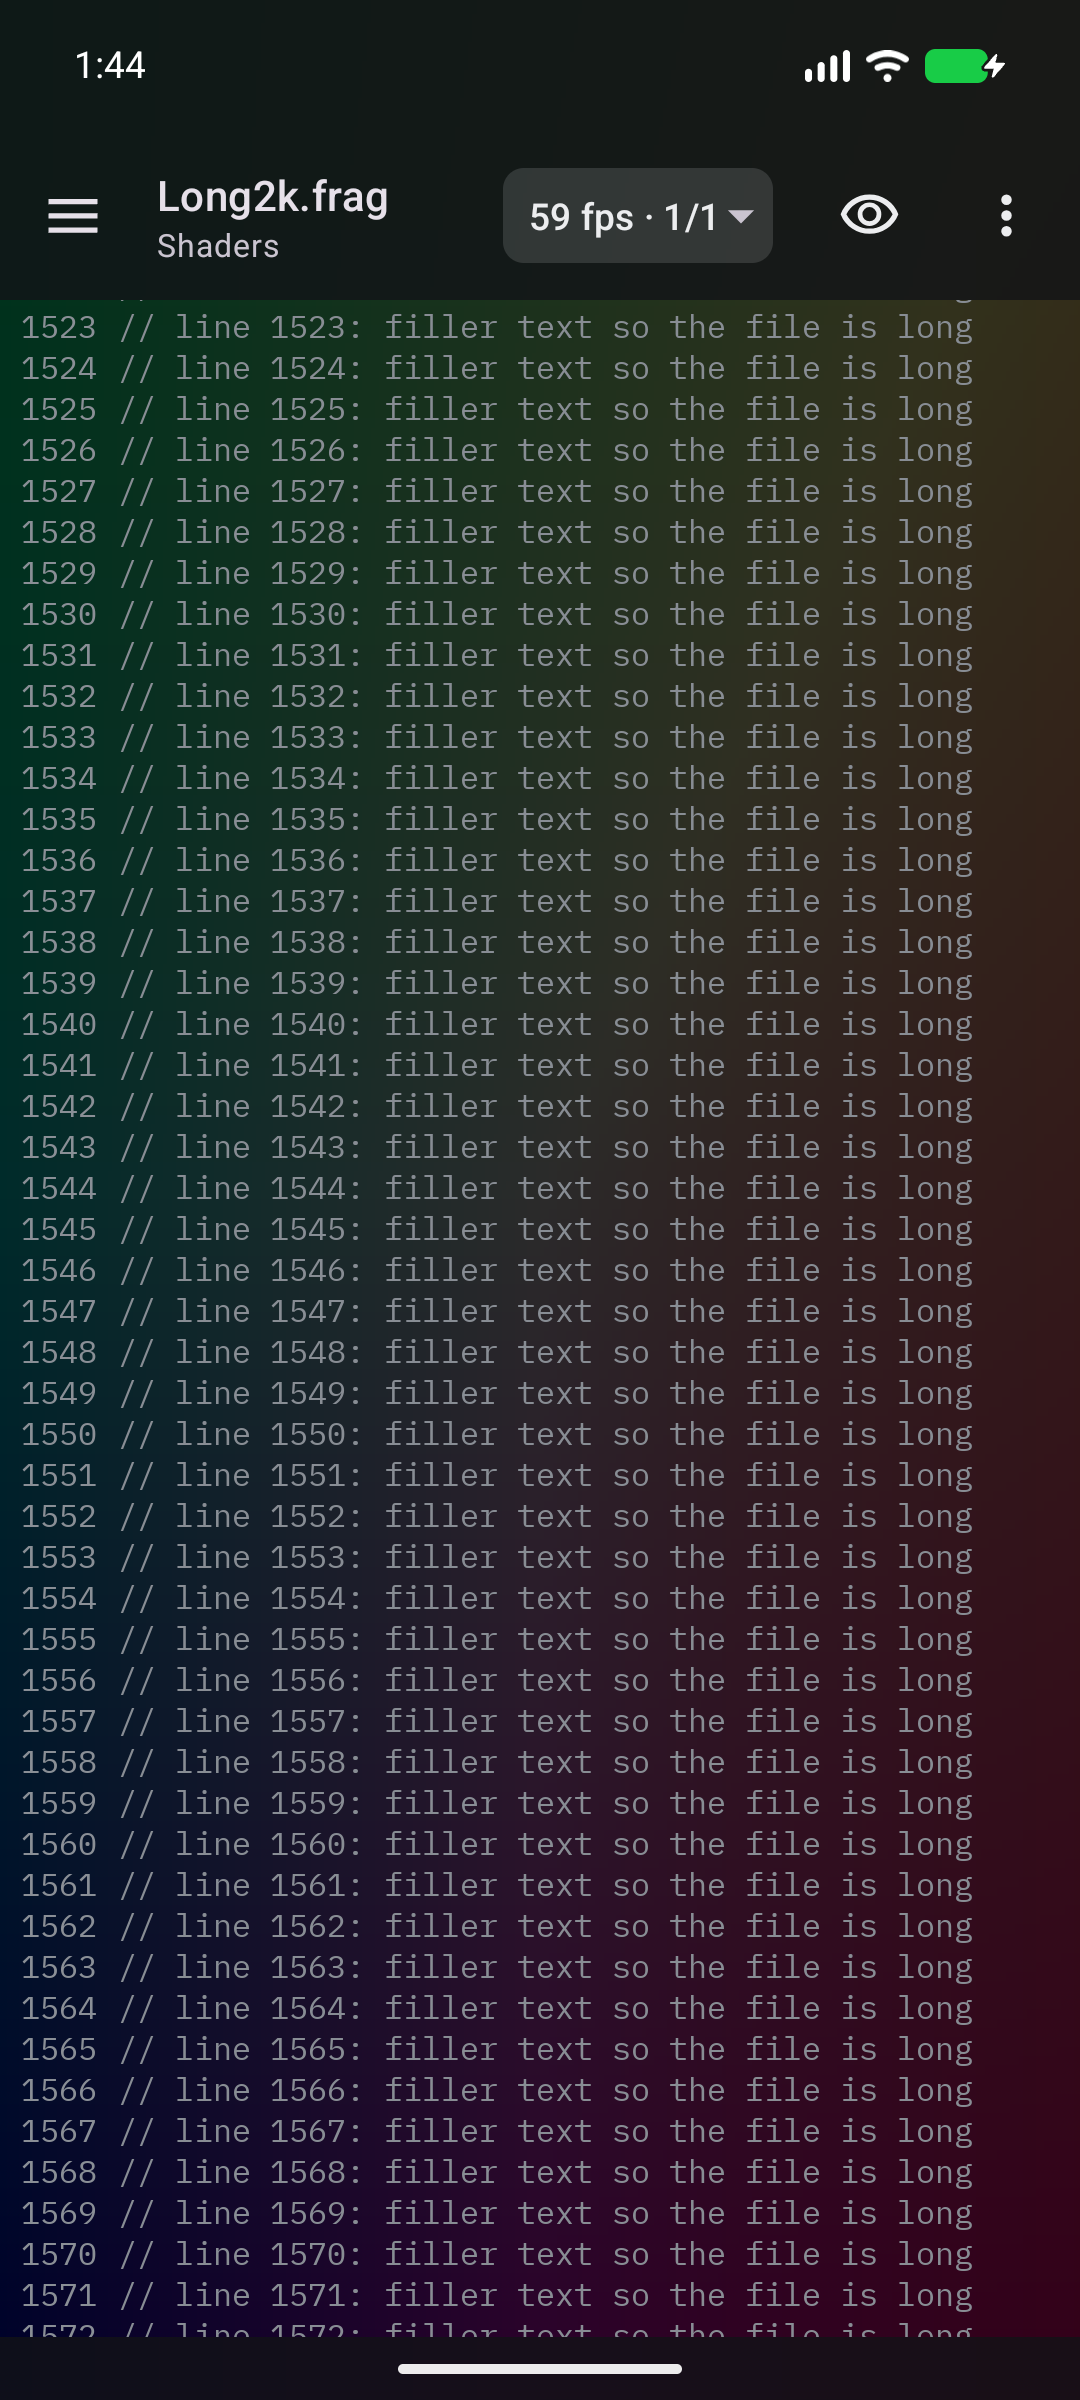 1:44
Long2k.frag
Shaders
59 fps · 1/1
1523 // line 1523: filler text so the file is long
1524 // line 1524: filler text so the file is long
1525 // line 1525: filler text so the file is long
1526 // line 1526: filler text so the file is long
1527 // line 1527: filler text so the file is long
1528 // line 1528: filler text so the file is long
1529 // line 1529: filler text so the file is long
1530 // line 1530: filler text so the file is long
1531 // line 1531: filler text so the file is long
1532 // line 1532: filler text so the file is long
1533 // line 1533: filler text so the file is long
1534 // line 1534: filler text so the file is long
1535 // line 1535: filler text so the file is long
1536 // line 1536: filler text so the file is long
1537 // line 1537: filler text so the file is long
1538 // line 1538: filler text so the file is long
1539 // line 1539: filler text so the file is long
1540 // line 1540: filler text so the file is long
1541 // line 1541: filler text so the file is long
1542 // line 1542: filler text so the file is long
1543 // line 1543: filler text so the file is long
1544 // line 1544: filler text so the file is long
1545 // line 1545: filler text so the file is long
1546 // line 1546: filler text so the file is long
1547 // line 1547: filler text so the file is long
1548 // line 1548: filler text so the file is long
1549 // line 1549: filler text so the file is long
1550 // line 1550: filler text so the file is long
1551 // line 1551: filler text so the file is long
1552 // line 1552: filler text so the file is long
1553 // line 1553: filler text so the file is long
1554 // line 1554: filler text so the file is long
1555 // line 1555: filler text so the file is long
1556 // line 1556: filler text so the file is long
1557 // line 1557: filler text so the file is long
1558 // line 1558: filler text so the file is long
1559 // line 1559: filler text so the file is long
1560 // line 1560: filler text so the file is long
1561 // line 1561: filler text so the file is long
1562 // line 1562: filler text so the file is long
1563 // line 1563: filler text so the file is long
1564 // line 1564: filler text so the file is long
1565 // line 1565: filler text so the file is long
1566 // line 1566: filler text so the file is long
1567 // line 1567: filler text so the file is long
1568 // line 1568: filler text so the file is long
1569 // line 1569: filler text so the file is long
1570 // line 1570: filler text so the file is long
1571 // line 1571: filler text so the file is long
1572 // line 1572: filler text so the file is long